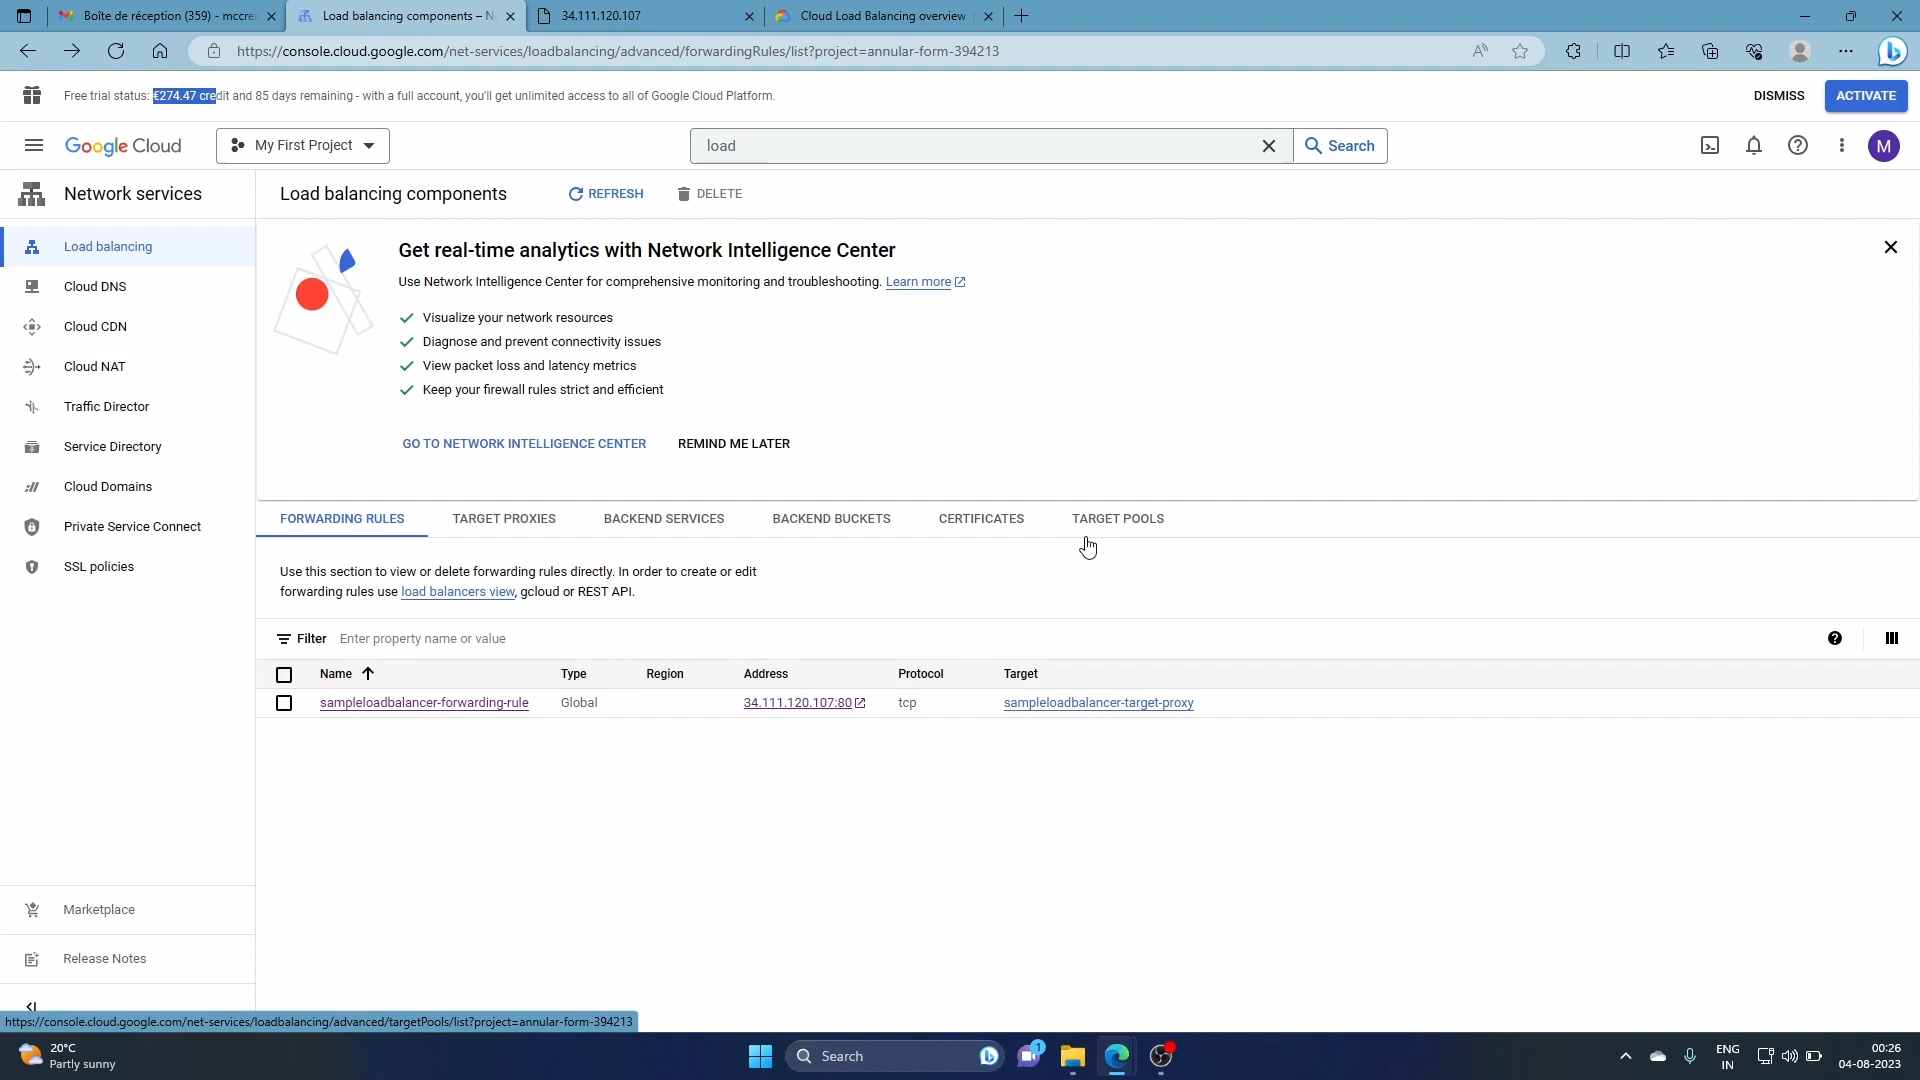 Boîte de réception (359) - mccrea
Load balancing components – N
34.111.120.107
Cloud Load Balancing overview
https://console.cloud.google.com/net-services/loadbalancing/advanced/forwardingRules/list?project=annular-form-394213
Free trial status: €274.47 credit and 85 days remaining - with a full account, you'll get unlimited access to all of Google Cloud Platform.
DISMISS
ACTIVATE
Google Cloud
My First Project
load
Search
M
Network services
Load balancing components
REFRESH
DELETE
Load balancing
Cloud DNS
Cloud CDN
Cloud NAT
Traffic Director
Service Directory
Cloud Domains
Private Service Connect
SSL policies
Marketplace
Release Notes
Get real-time analytics with Network Intelligence Center
Use Network Intelligence Center for comprehensive monitoring and troubleshooting. Learn more
Visualize your network resources
Diagnose and prevent connectivity issues
View packet loss and latency metrics
Keep your firewall rules strict and efficient
GO TO NETWORK INTELLIGENCE CENTER
REMIND ME LATER
FORWARDING RULES
TARGET PROXIES
BACKEND SERVICES
BACKEND BUCKETS
CERTIFICATES
TARGET POOLS
Use this section to view or delete forwarding rules directly. In order to create or edit
forwarding rules use load balancers view, gcloud or REST API.
Filter Enter property name or value
Name Type Region Address Protocol Target
sampleloadbalancer-forwarding-rule Global 34.111.120.107:80 tcp sampleloadbalancer-target-proxy
https://console.cloud.google.com/net-services/loadbalancing/advanced/targetPools/list?project=annular-form-394213
20°C
Partly sunny
Search
1
ENG
IN
00:26
04-08-2023